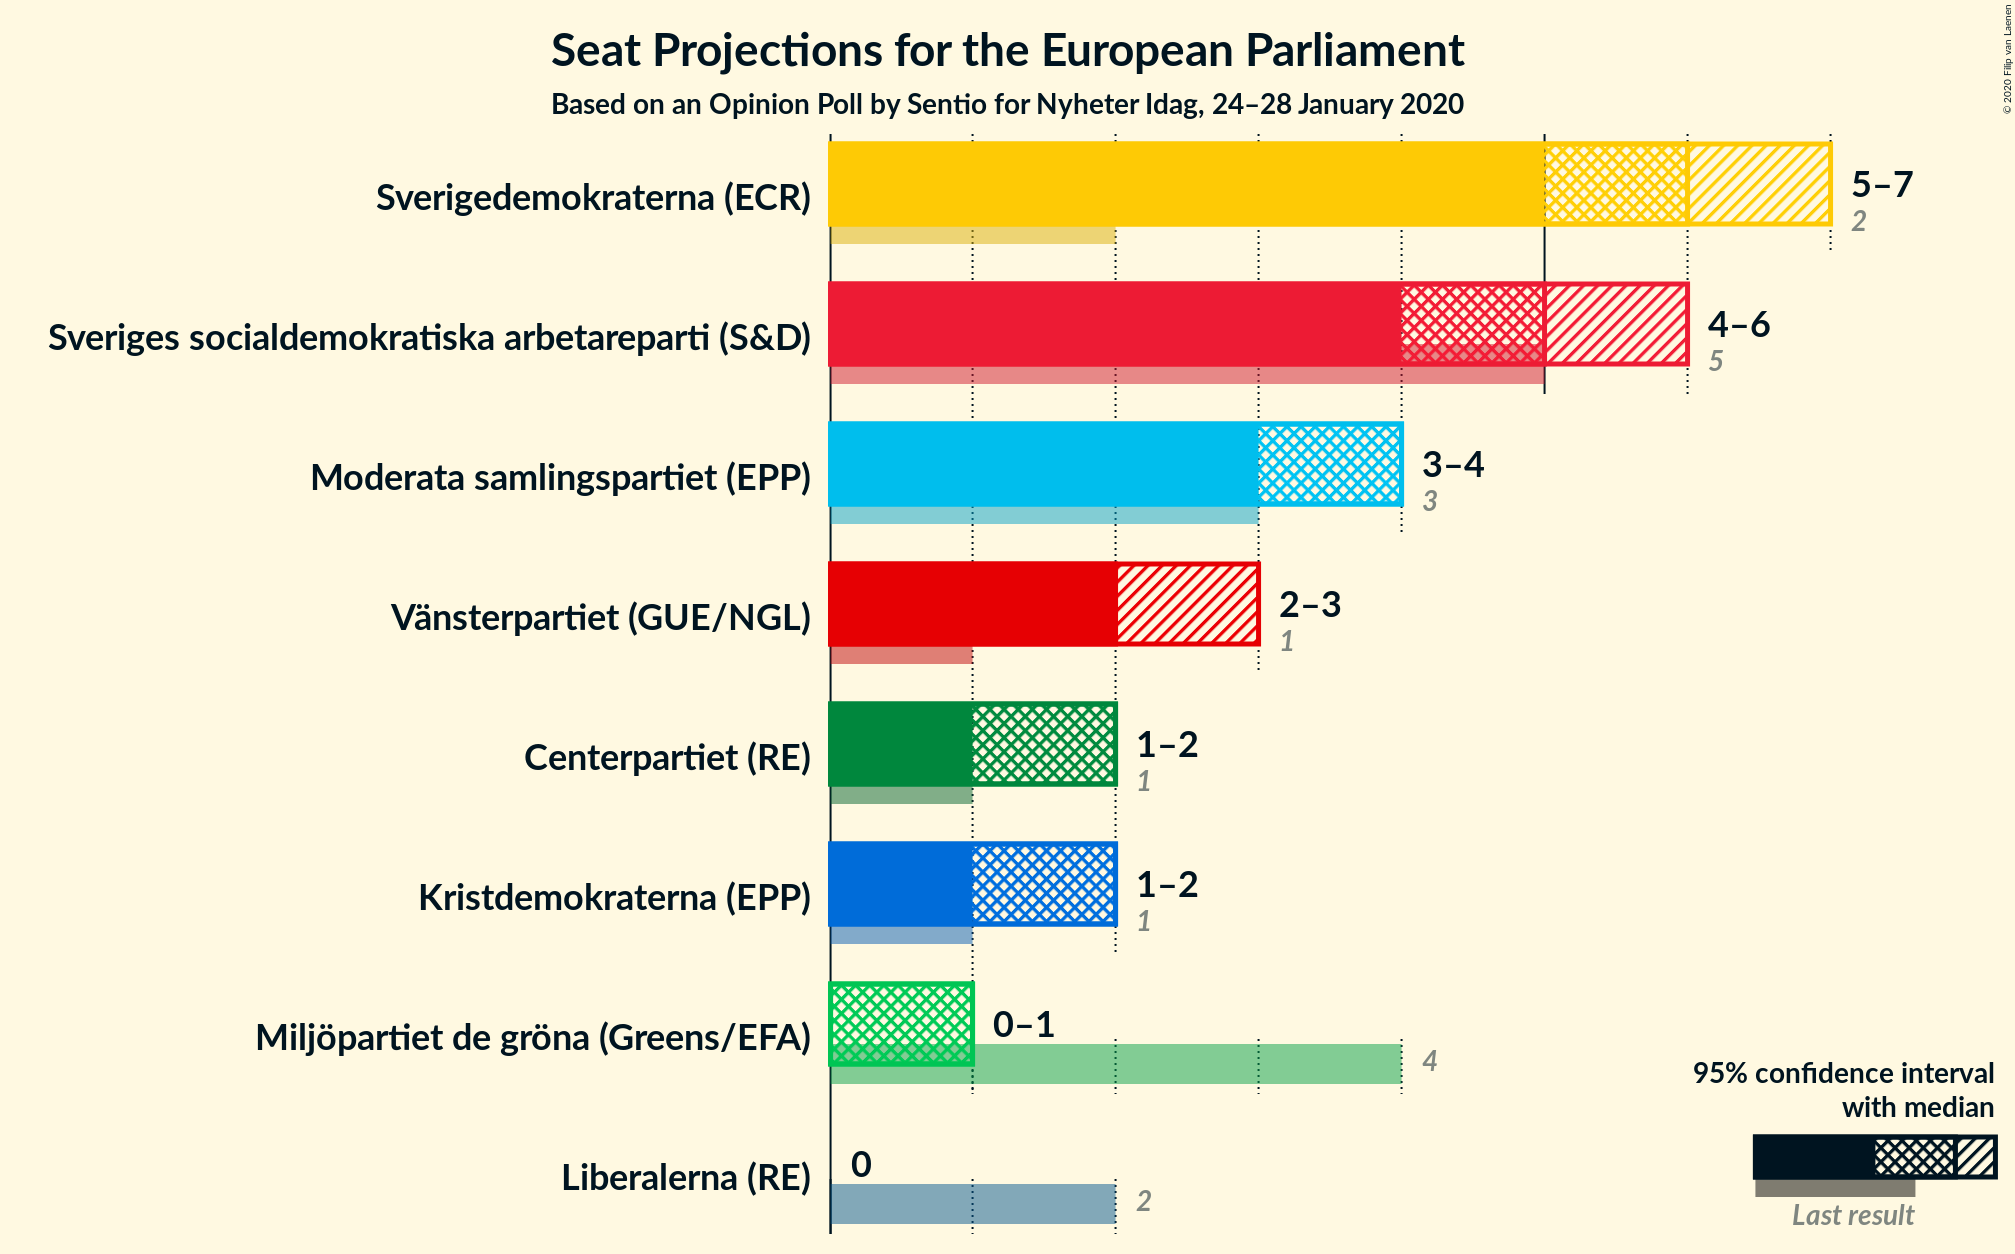 Seat Projections for the European Parliament
Based on an Opinion Poll by Sentio for Nyheter Idag, 24–28 January 2020
© 2020 Filip van Laenen
Sverigedemokraterna (ECR)
5–7
2
Sveriges socialdemokratiska arbetareparti (S&D)
4–6
5
Moderata samlingspartiet (EPP)
3–4
3
Vänsterpartiet (GUE/NGL)
2–3
1
Centerpartiet (RE)
1–2
1
Kristdemokraterna (EPP)
1–2
1
Miljöpartiet de gröna (Greens/EFA)
0–1
4
Liberalerna (RE)
0
2
95% confidence interval
with median
Last result